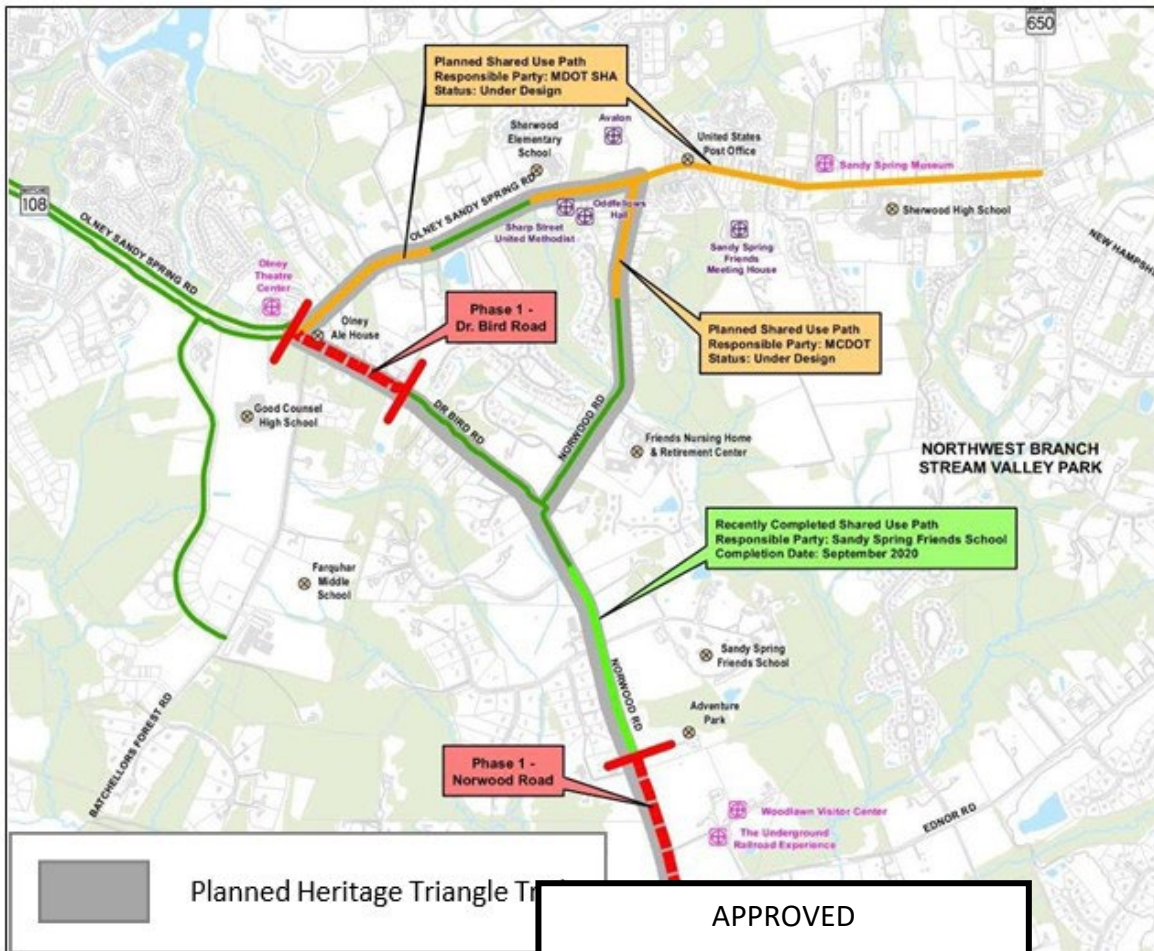 650
Planned Shared Use Path
Responsible Party: MDOT SHA
Status: Under Design
Avalon
Sherwood
Elementary
School
United States
Post Office
Sandy Spring Museum
108
OLNEY SANDY SPRING RD
OLNEY SANDY SPRING RD
Oddfellows
Hall
Sharp Street
United Methodist
Sherwood High School
Sandy Spring
Friends
Meeting House
NEW HAMPSH
Olney
Theatre
Center
Phase 1 -
Dr. Bird Road
Olney
Ale House
Planned Shared Use Path
Responsible Party: MCDOT
Status: Under Design
Good Counsel
High School
DR BIRD RD
NORWOOD RD
Friends Nursing Home
& Retirement Center
NORTHWEST BRANCH
STREAM VALLEY PARK
Recently Completed Shared Use Path
Responsible Party: Sandy Spring Friends School
Completion Date: September 2020
Farquhar
Middle
School
Sandy Spring
Friends School
NORWOOD RD
Adventure
Park
BATCHELLORS FOREST RD
Phase 1 -
Norwood Road
Woodlawn Visitor Center
The Underground
Railroad Experience
EDNOR RD
Planned Heritage Triangle Tr
APPROVED